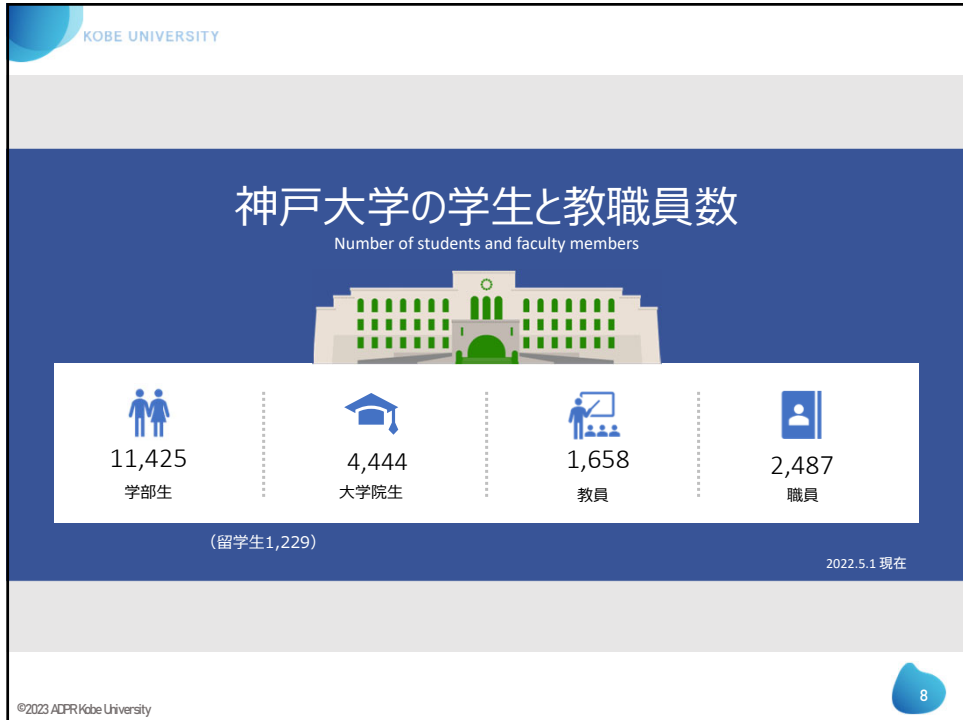 KOBE UNIVERSITY
神戸大学の学生と教職員数
Number of students and faculty members
11,425
学部生
4,444
大学院生
1,658
教員
2,487
職員
（留学生1,229）
2022.5.1 現在
©2023 ADPR Kobe University
8